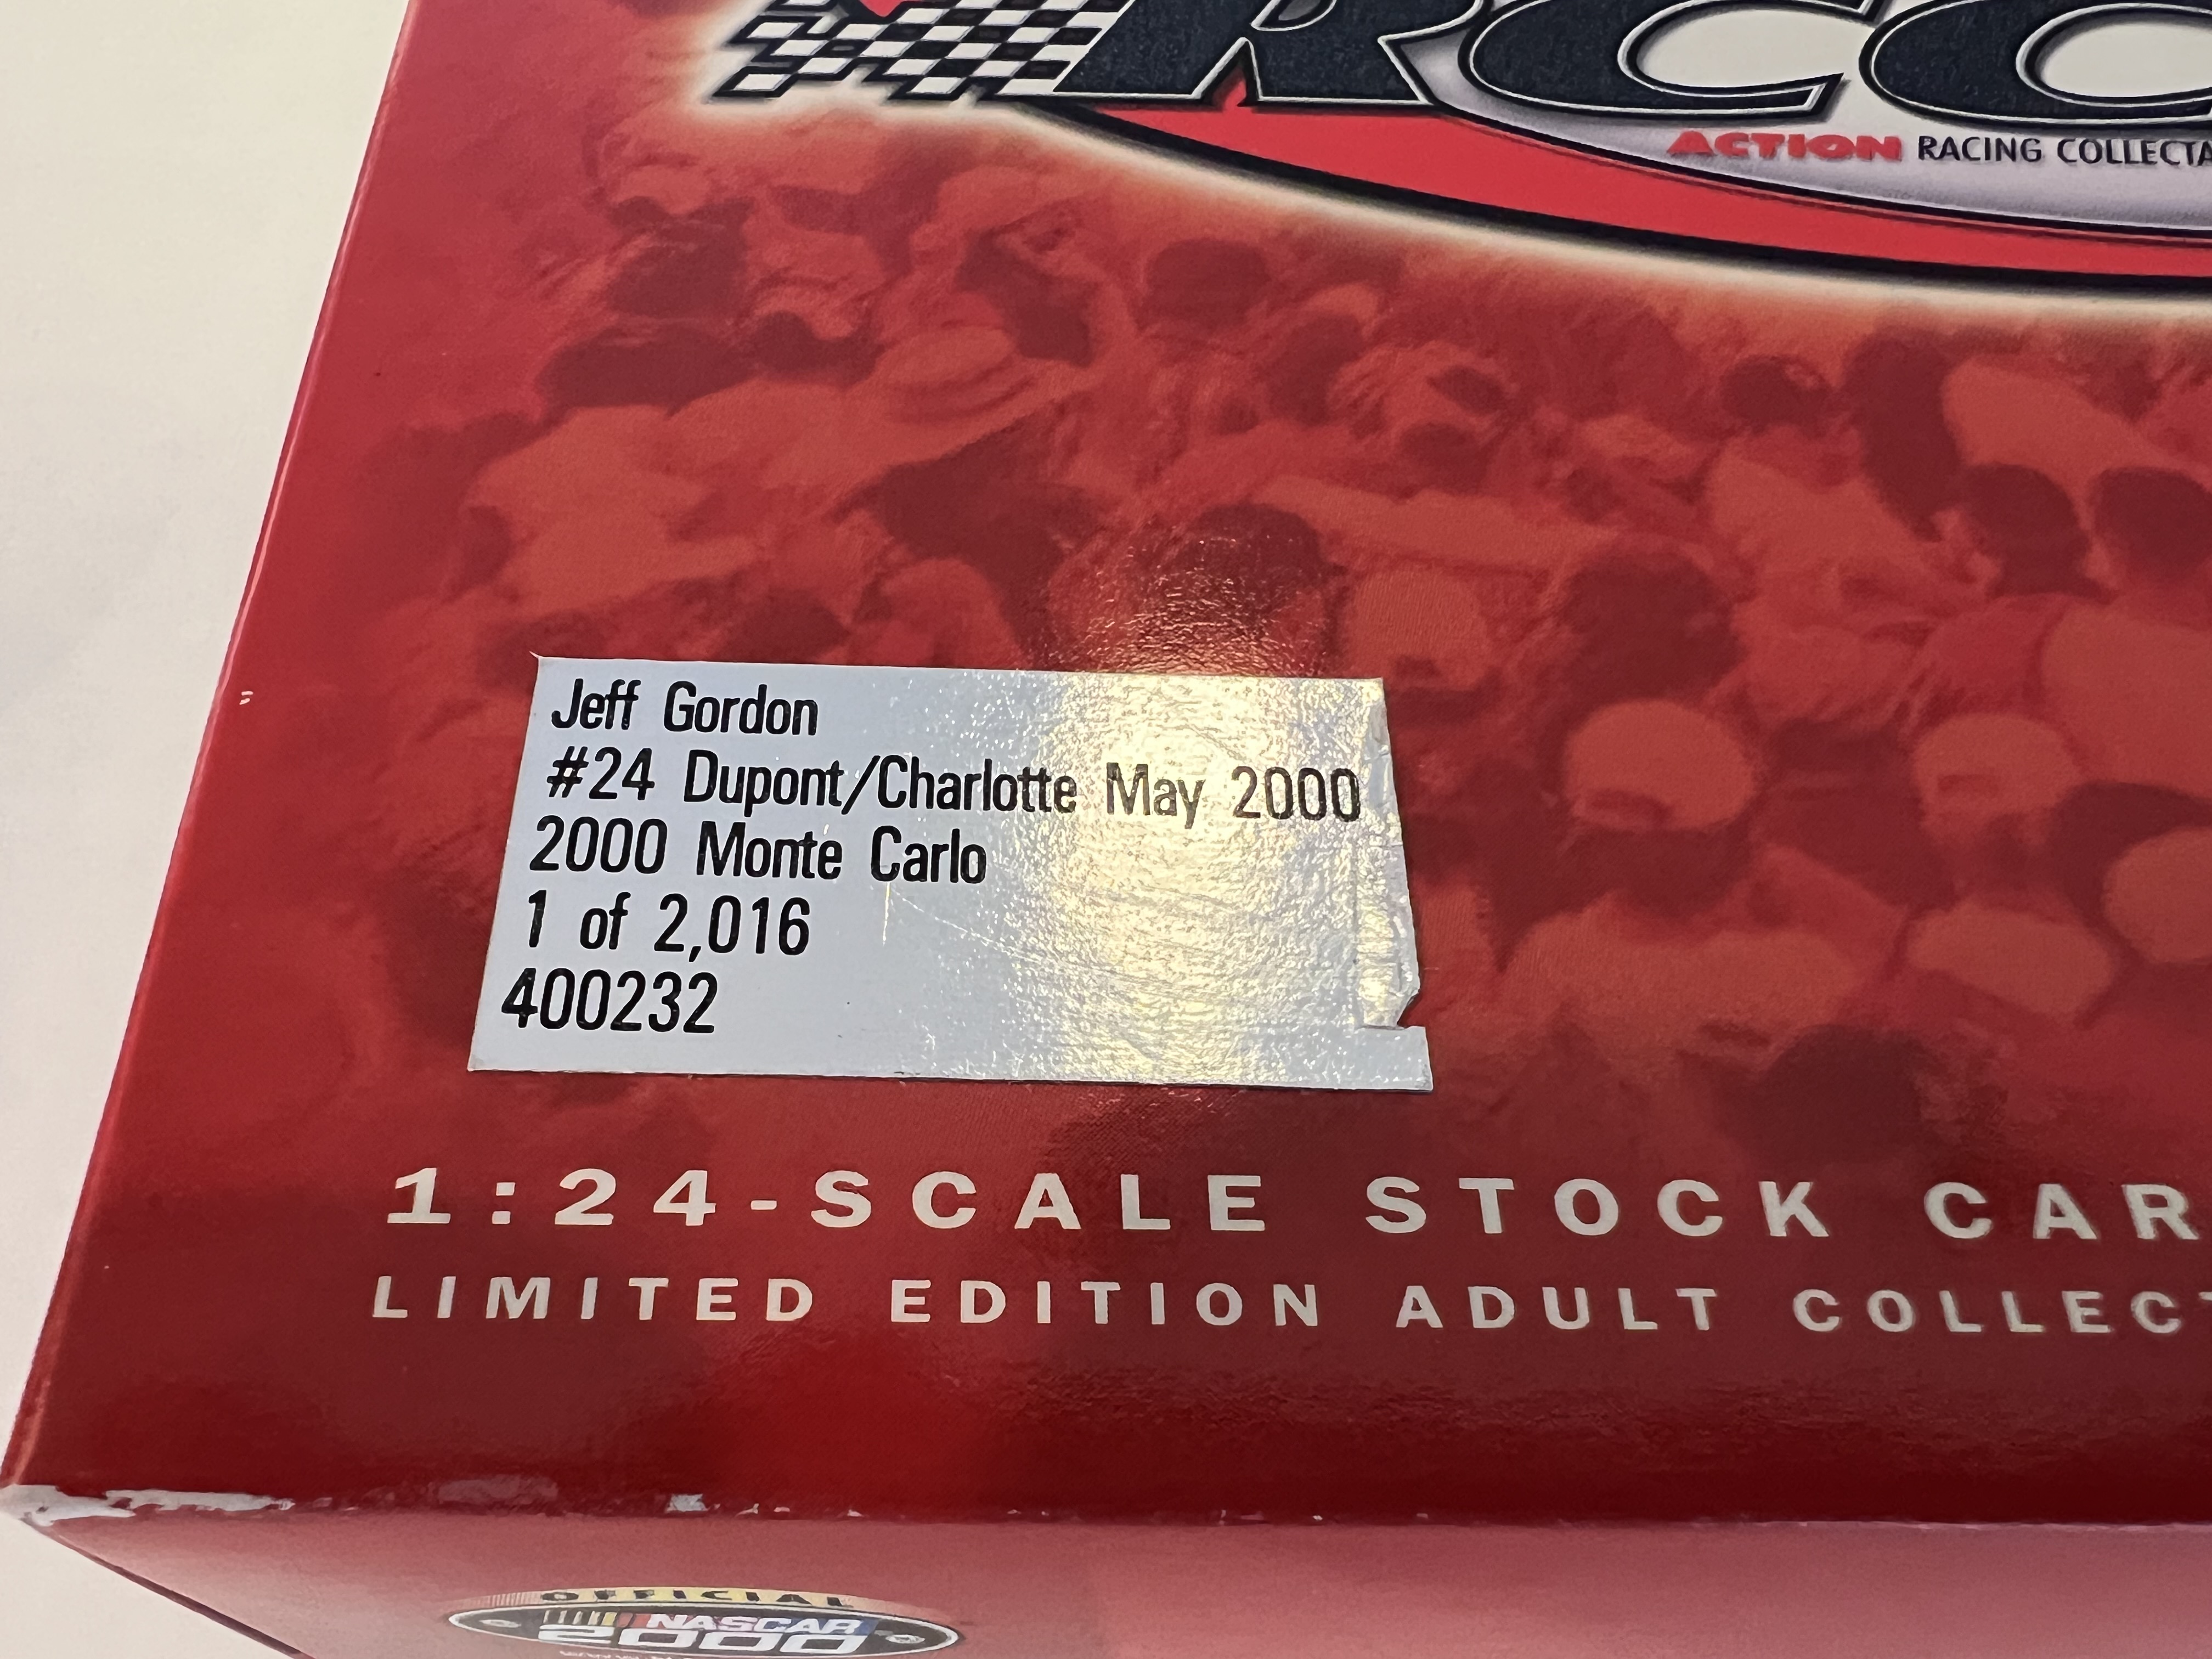 RCCA
ACTION RACING COLLECTA
Jeff Gordon
#24 Dupont/Charlotte May 2000
2000 Monte Carlo
1 of 2,016
400232
1:24-SCALE STOCK CAR
LIMITED EDITION ADULT COLLECT
OFFICIAL
NASCAR
2000